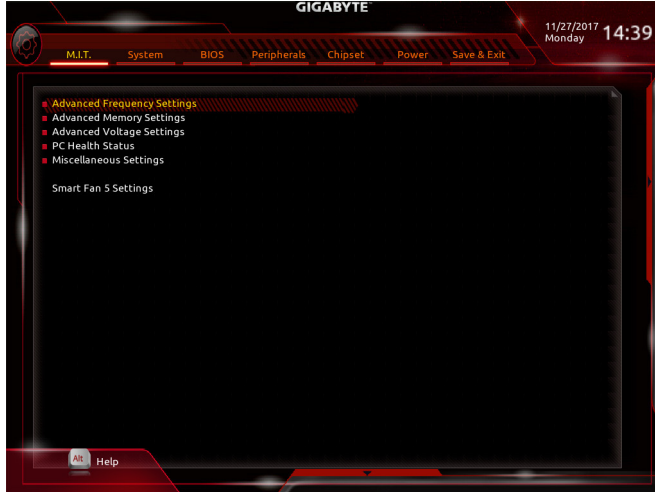 GIGABYTE
11/27/2017 14:39
Monday
M.I.T. System BIOS Peripherals Chipset Power Save & Exit
Advanced Frequency Settings
Advanced Memory Settings
Advanced Voltage Settings
PC Health Status
Miscellaneous Settings
Smart Fan 5 Settings
Alt Help